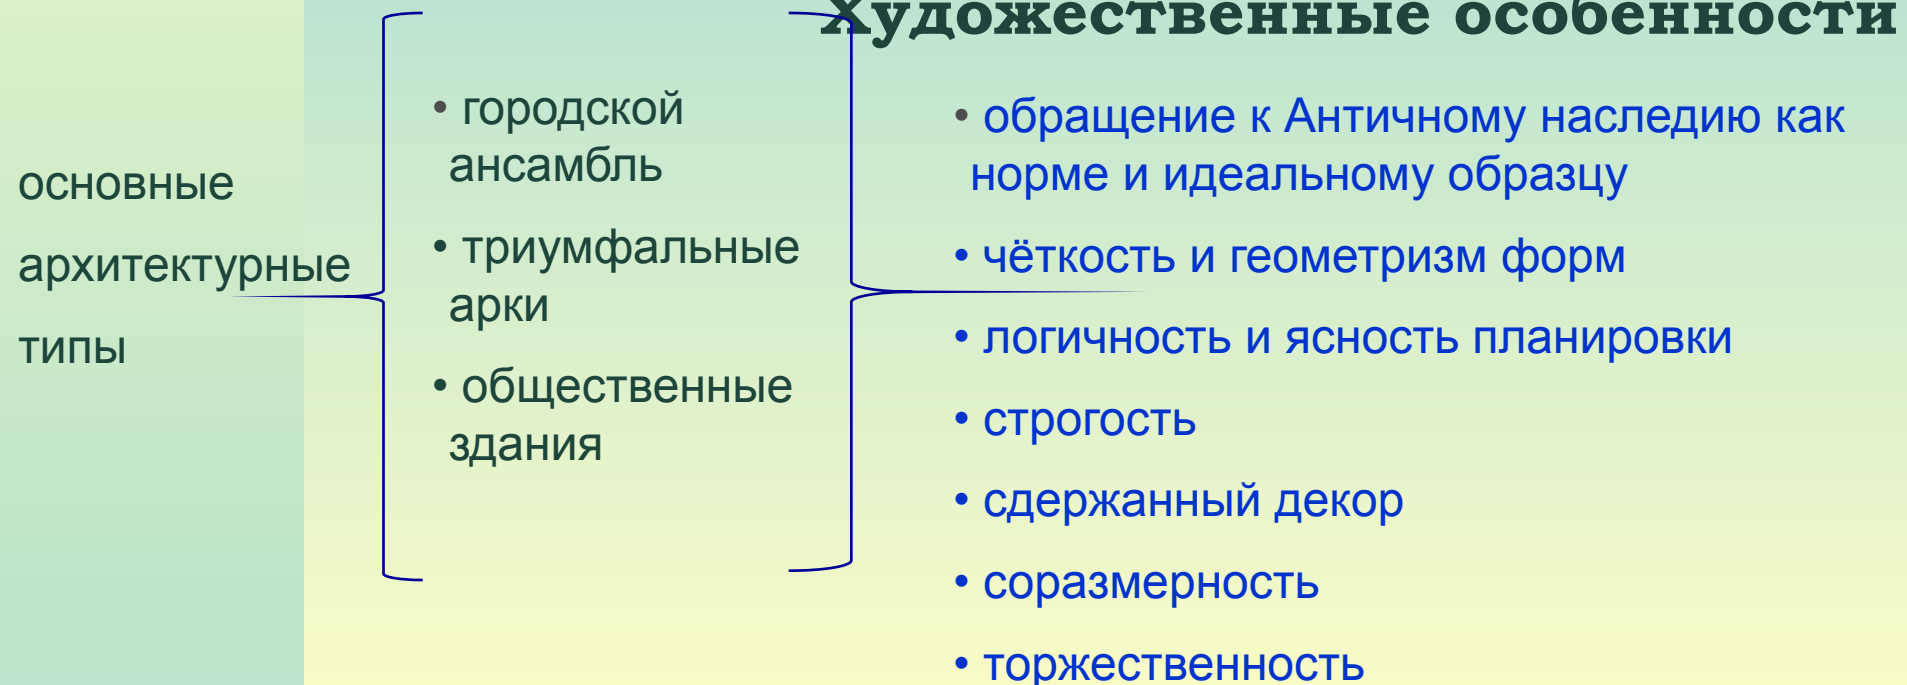 Художественные особенности
основные
архитектурные
типы
• городской
ансамбль
• триумфальные
арки
• общественные
здания
• обращение к Античному наследию как
норме и идеальному образцу
• чёткость и геометризм форм
• логичность и ясность планировки
• строгость
• сдержанный декор
• соразмерность
• торжественность